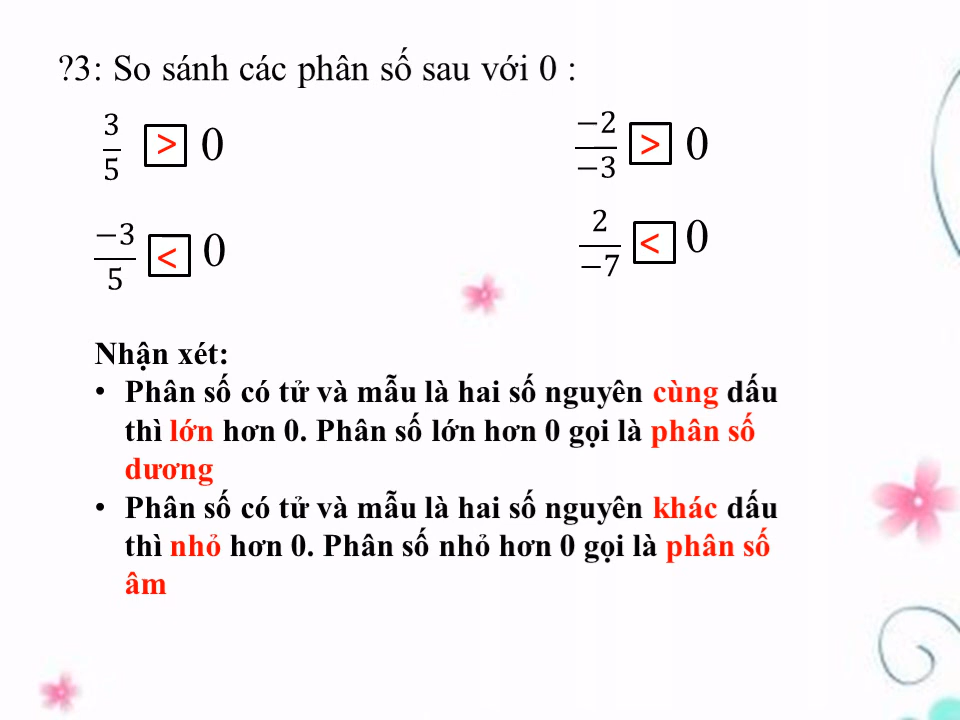 ?3: So sánh các phân số sau với 0 :
3/5 > 0
−2/−3 > 0
−3/5 < 0
2/−7 < 0
Nhận xét:
• Phân số có tử và mẫu là hai số nguyên cùng dấu
thì lớn hơn 0. Phân số lớn hơn 0 gọi là phân số
dương
• Phân số có tử và mẫu là hai số nguyên khác dấu
thì nhỏ hơn 0. Phân số nhỏ hơn 0 gọi là phân số
âm